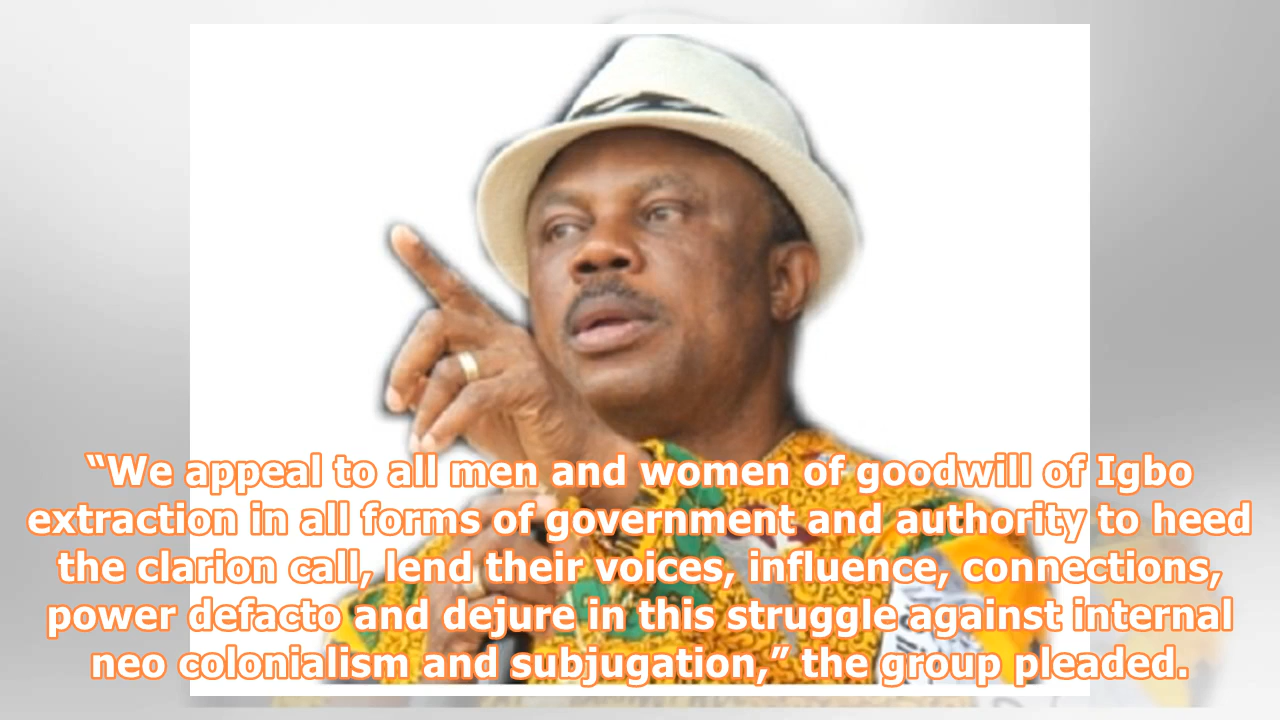 “We appeal to all men and women of goodwill of Igbo
extraction in all forms of government and authority to heed
the clarion call, lend their voices, influence, connections,
power defacto and dejure in this struggle against internal
neo colonialism and subjugation,” the group pleaded.